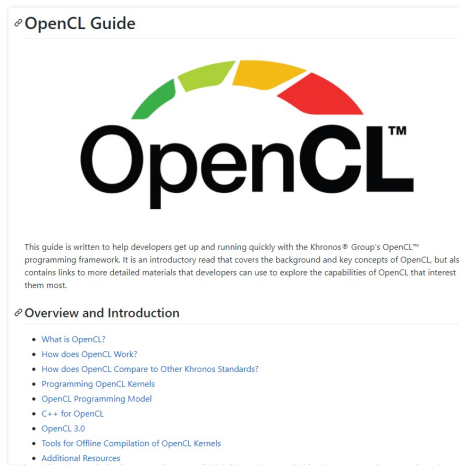 OpenCL Guide
OpenCL™
This guide is written to help developers get up and running quickly with the Khronos® Group's OpenCL™
programming framework. It is an introductory read that covers the background and key concepts of OpenCL, but als
contains links to more detailed materials that developers can use to explore the capabilities of OpenCL that interest
them most.
Overview and Introduction
What is OpenCL?
How does OpenCL Work?
How does OpenCL Compare to Other Khronos Standards?
Programming OpenCL Kernels
OpenCL Programming Model
C++ for OpenCL
OpenCL 3.0
Tools for Offline Compilation of OpenCL Kernels
Additional Resources